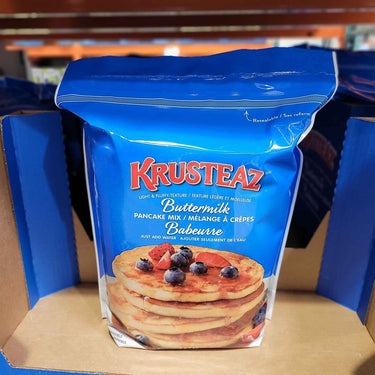 Resealable / Sac refermable
KRUSTEAZ
LIGHT & FLUFFY TEXTURE / TEXTURE LÉGÈRE ET MOELLEUSE
Buttermilk
PANCAKE MIX / MÉLANGE À CRÊPES
Babeurre
JUST ADD WATER · AJOUTER SEULEMENT DE L'EAU